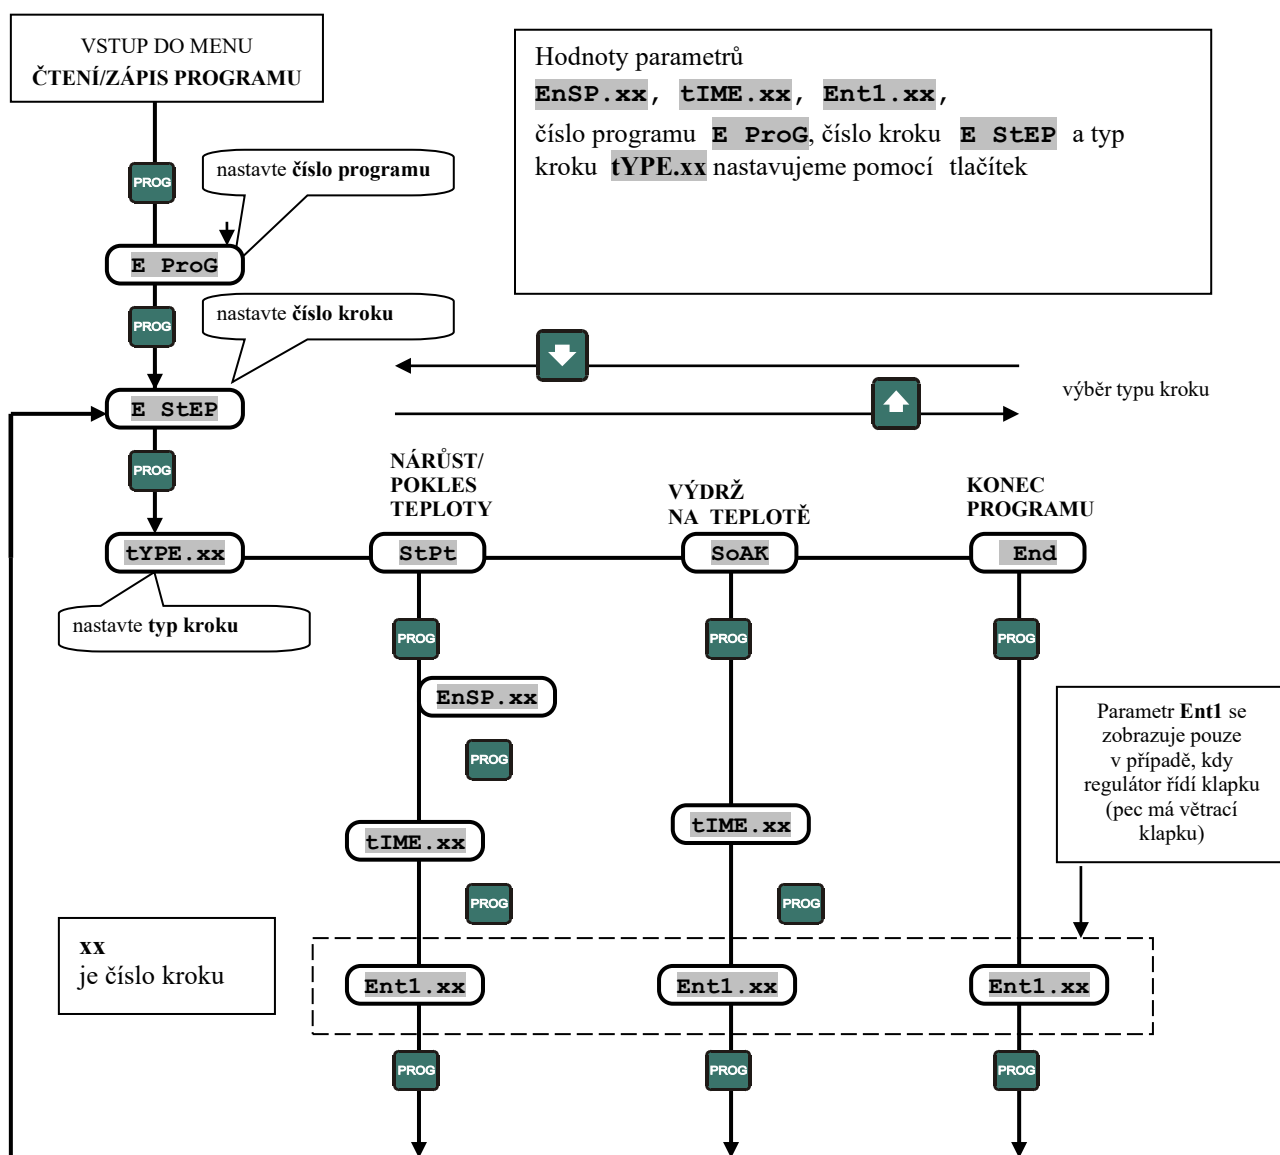 VSTUP DO MENU
ČTENÍ/ZÁPIS PROGRAMU
Hodnoty parametrů
EnSP.xx, tIME.xx, Ent1.xx,
číslo programu E ProG, číslo kroku E StEP a typ
kroku tYPE.xx nastavujeme pomocí tlačítek
PROG
nastavte číslo programu
E ProG
PROG
nastavte číslo kroku
E StEP
výběr typu kroku
PROG
NÁRŮST/
POKLES
TEPLOTY
VÝDRŽ
NA TEPLOTĚ
KONEC
PROGRAMU
tYPE.xx
StPt
SoAK
End
nastavte typ kroku
PROG
PROG
PROG
EnSP.xx
PROG
Parametr Ent1 se
zobrazuje pouze
v případě, kdy
regulátor řídí klapku
(pec má větrací
klapku)
tIME.xx
tIME.xx
PROG
PROG
xx
je číslo kroku
Ent1.xx
Ent1.xx
Ent1.xx
PROG
PROG
PROG